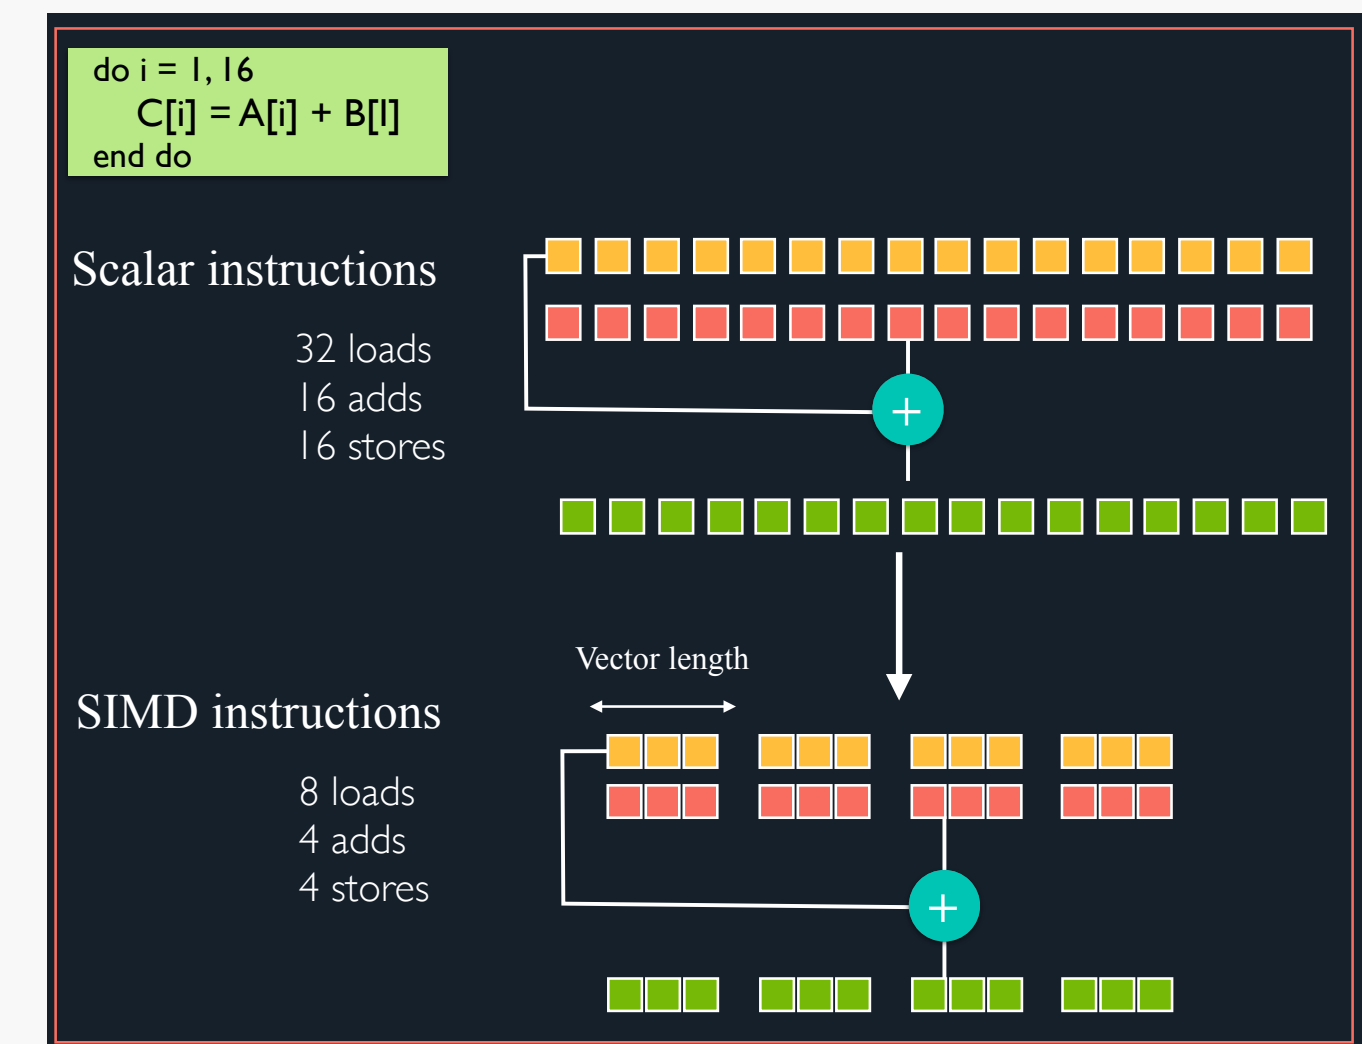 do i = 1, 16
C[i] = A[i] + B[I]
end do
Scalar instructions
32 loads
16 adds
16 stores
+
Vector length
SIMD instructions
8 loads
4 adds
4 stores
+